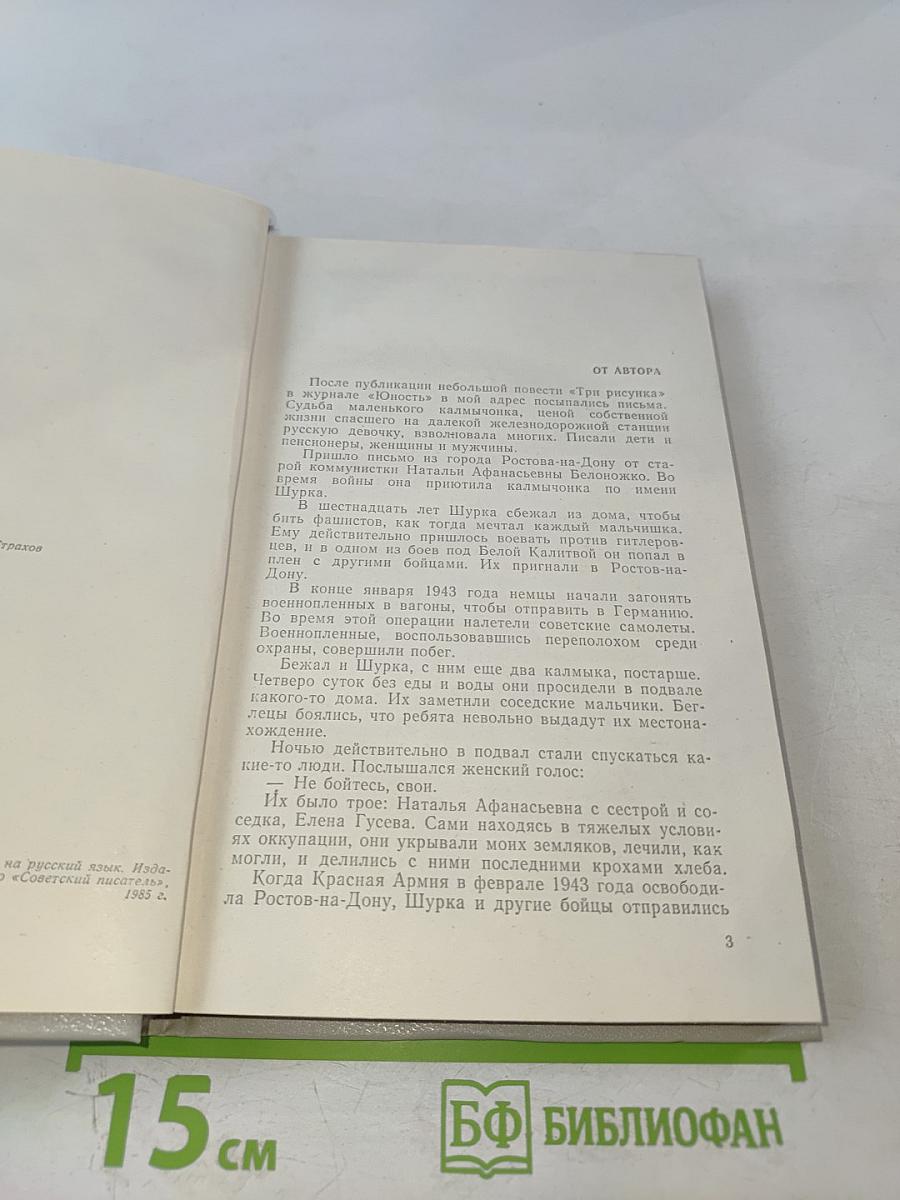 Страхов
на русский язык. Изда-
«Советский писатель»,
1985 г.
ОТ АВТОРА
После публикации небольшой повести «Три рисунка»
в журнале «Юность» в мой адрес посыпались письма.
Судьба маленького калмычонка, ценой собственной
жизни спасшего на далекой железнодорожной станции
русскую девочку, взволновала многих. Писали дети и
пенсионеры, женщины и мужчины.
Пришло письмо из города Ростова-на-Дону от ста-
рой коммунистки Натальи Афанасьевны Белоножко. Во
время войны она приютила калмычонка по имени
Шурка.
В шестнадцать лет Шурка сбежал из дома, чтобы
бить фашистов, как тогда мечтал каждый мальчишка.
Ему действительно пришлось воевать против гитлеров-
цев, и в одном из боев под Белой Калитвой он попал в
плен с другими бойцами. Их пригнали в Ростов-на-
Дону.
В конце января 1943 года немцы начали загонять
военнопленных в вагоны, чтобы отправить в Германию.
Во время этой операции налетели советские самолеты.
Военнопленные, воспользовавшись переполохом среди
охраны, совершили побег.
Бежал и Шурка, с ним еще два калмыка, постарше.
Четверо суток без еды и воды они просидели в подвале
какого-то дома. Их заметили соседские мальчики. Бег-
лецы боялись, что ребята невольно выдадут их местона-
хождение.
Ночью действительно в подвал стали спускаться ка-
кие-то люди. Послышался женский голос:
— Не бойтесь, свои.
Их было трое: Наталья Афанасьевна с сестрой и со-
седка, Елена Гусева. Сами находясь в тяжелых услови-
ях оккупации, они укрывали моих земляков, лечили, как
могли, и делились с ними последними крохами хлеба.
Когда Красная Армия в феврале 1943 года освободи-
ла Ростов-на-Дону, Шурка и другие бойцы отправились
3
15 см
БФ БИБЛИОФАН